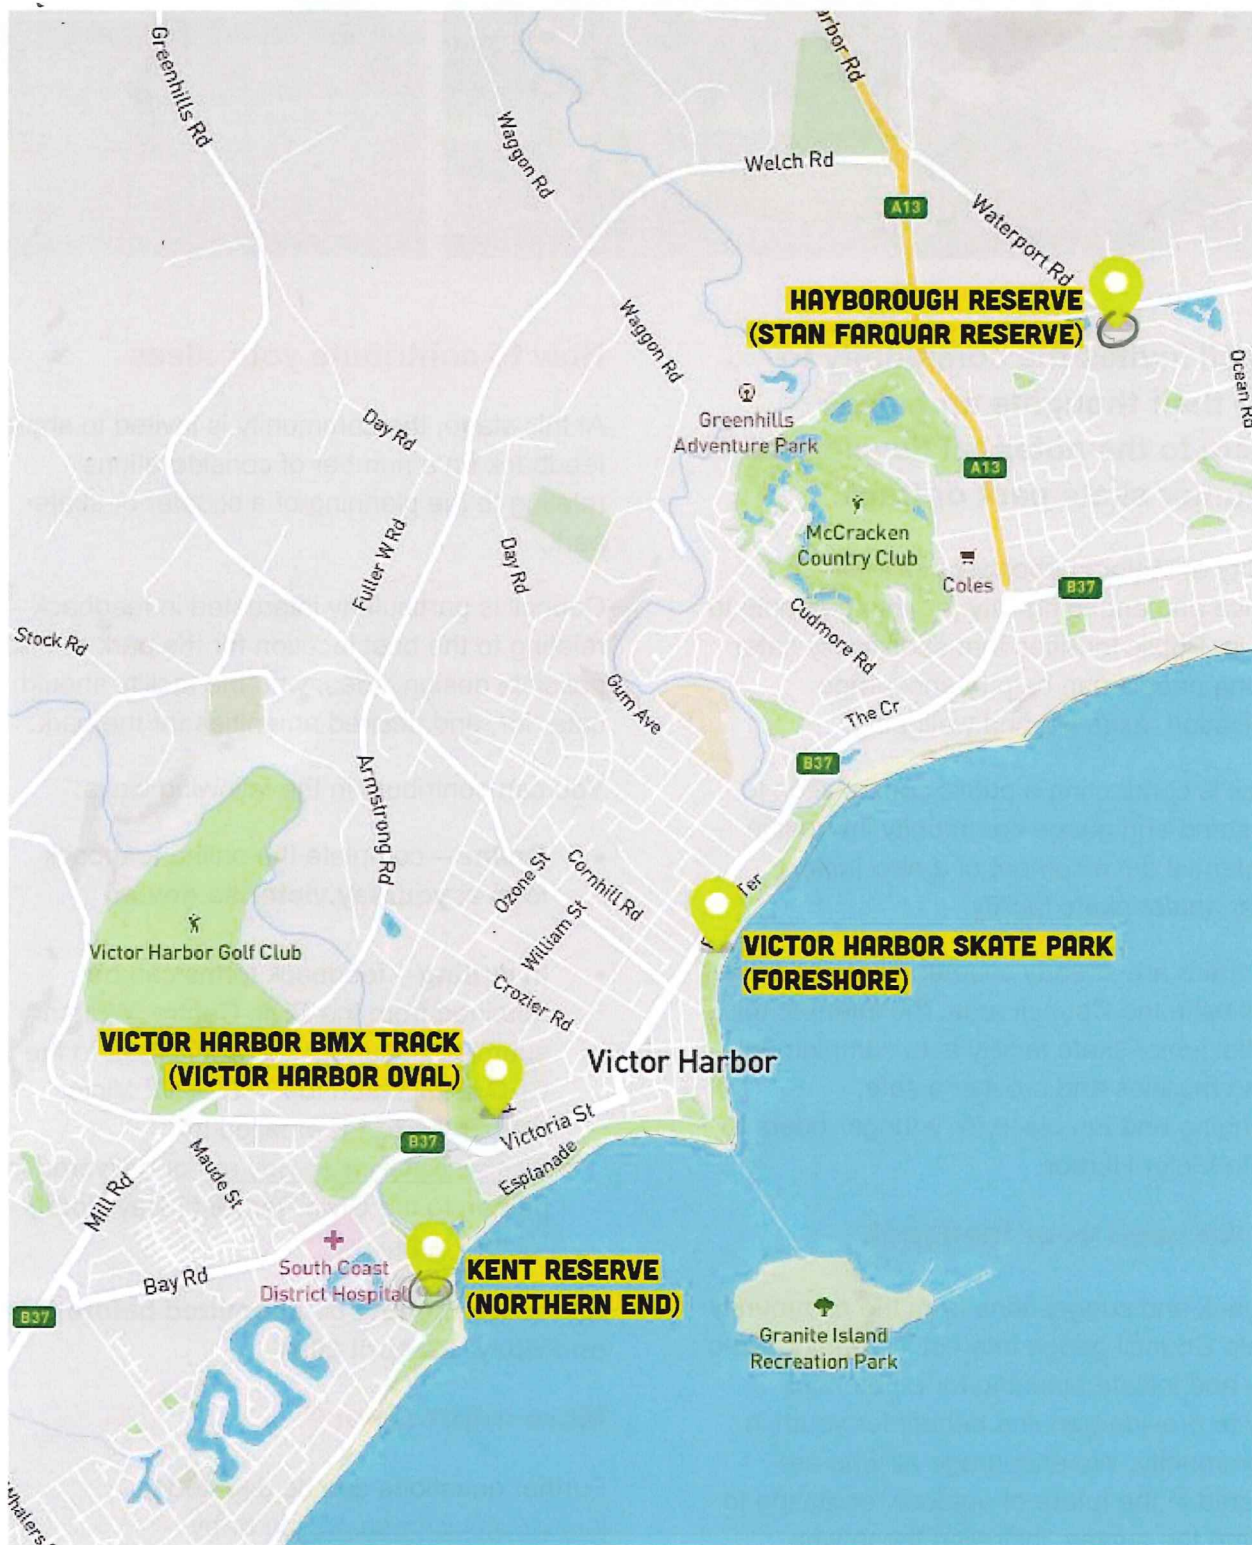 Greenhills Rd
Waggon Rd
arbor Rd
Welch Rd
A13
Waterport Rd
HAYBOROUGH RESERVE
(STAN FARQUAR RESERVE)
Waggon Rd
Ocean Rd
Greenhills
Adventure Park
Day Rd
A13
McCracken
Country Club
Coles
B37
Fuller W Rd
Day Rd
Cudmore Rd
Stock Rd
Gum Ave
The Cr
B37
Armstrong Rd
Ozone St
Cornhill Rd
William St
Ter
Victor Harbor Golf Club
VICTOR HARBOR SKATE PARK
(FORESHORE)
Crozier Rd
VICTOR HARBOR BMX TRACK
(VICTOR HARBOR OVAL)
Victor Harbor
Victoria St
B37
Esplanade
Maude St
Mill Rd
South Coast
District Hospital
KENT RESERVE
(NORTHERN END)
Bay Rd
B37
Granite Island
Recreation Park
Whalers